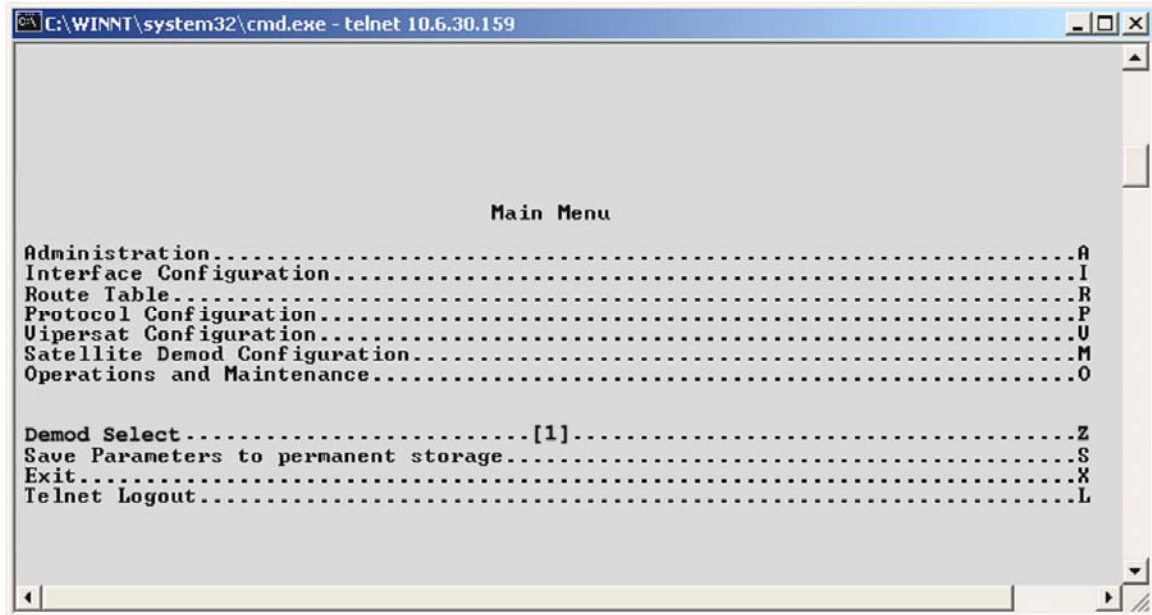 C:\WINNT\system32\cmd.exe - telnet 10.6.30.159
Main Menu
Administration................................................................A
Interface Configuration.......................................................I
Route Table...................................................................R
Protocol Configuration........................................................P
Vipersat Configuration........................................................V
Satellite Demod Configuration.................................................M
Operations and Maintenance....................................................O
Demod Select..........................[1].....................................Z
Save Parameters to permanent storage..........................................S
Exit..........................................................................X
Telnet Logout.................................................................L